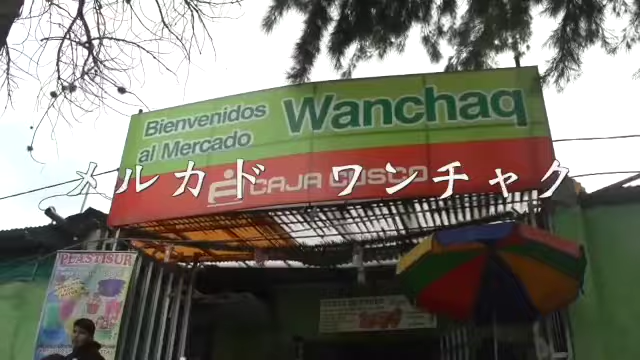 Bienvenidos
al Mercado
Wanchaq
メルカド ワンチャク
CAJA CUSCO
PLASTISUR